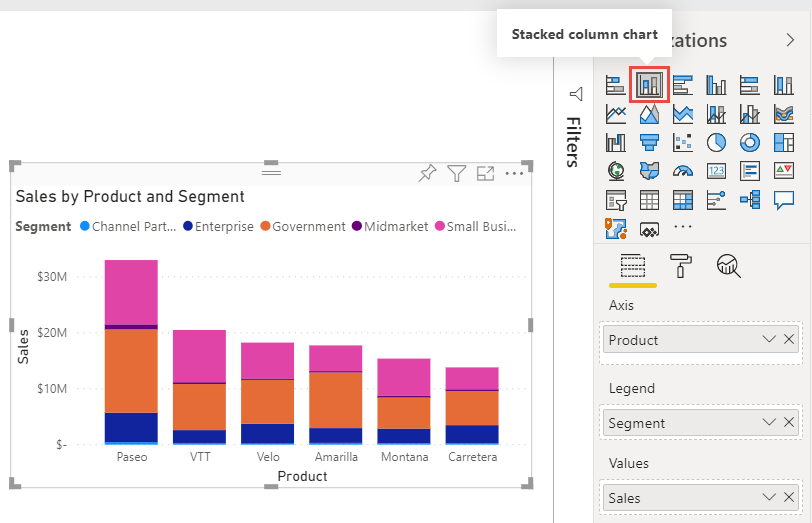 Stacked column chart
zations
Filters
Sales by Product and Segment
Segment Channel Part... Enterprise Government Midmarket Small Busi...
$30M
$20M
$10M
$-
Sales
Paseo VTT Velo Amarilla Montana Carretera
Product
123
Axis
Product
Legend
Segment
Values
Sales